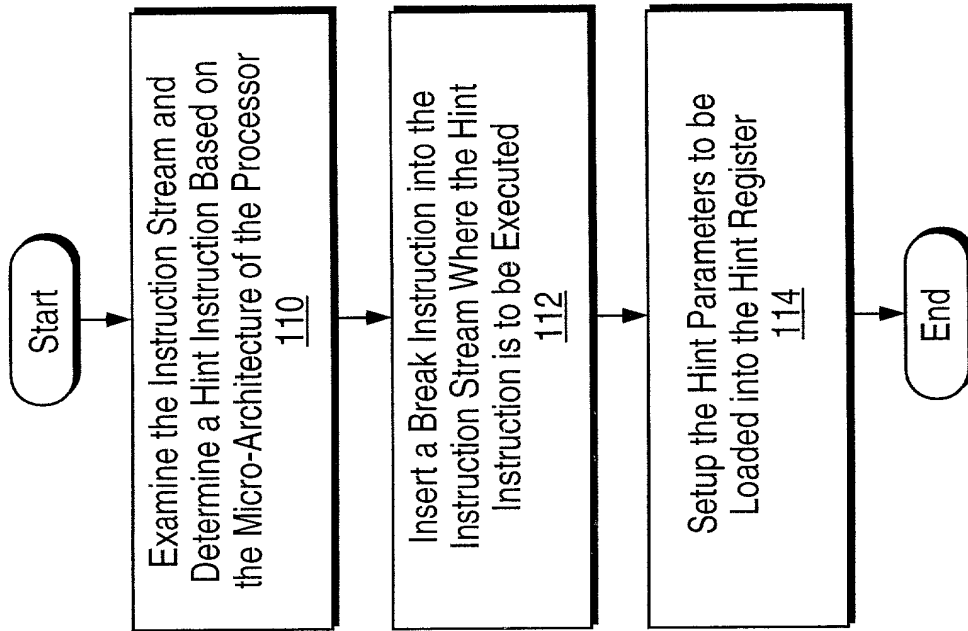 Start
Examine the Instruction Stream and
Determine a Hint Instruction Based on
the Micro-Architecture of the Processor
110
Insert a Break Instruction into the
Instruction Stream Where the Hint
Instruction is to be Executed
112
Setup the Hint Parameters to be
Loaded into the Hint Register
114
End